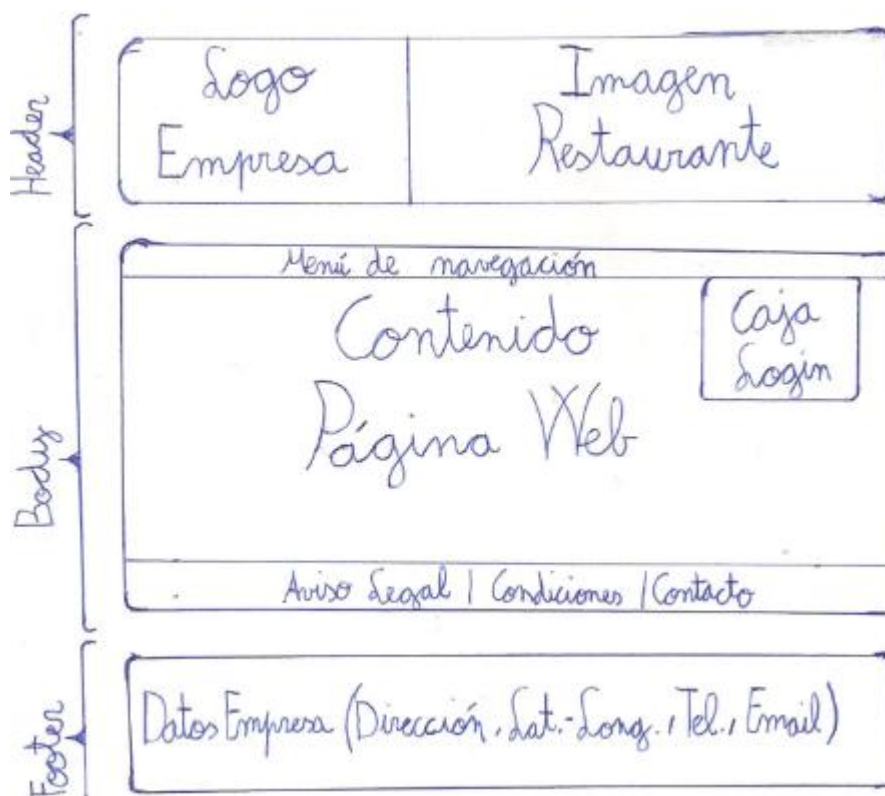 Header
Logo
Empresa
Imagen
Restaurante
Body
Menú de navegación
Contenido
Página Web
Caja
Login
Aviso Legal | Condiciones | Contacto
Footer
Datos Empresa (Dirección, Lat.-Long., Tel., Email)